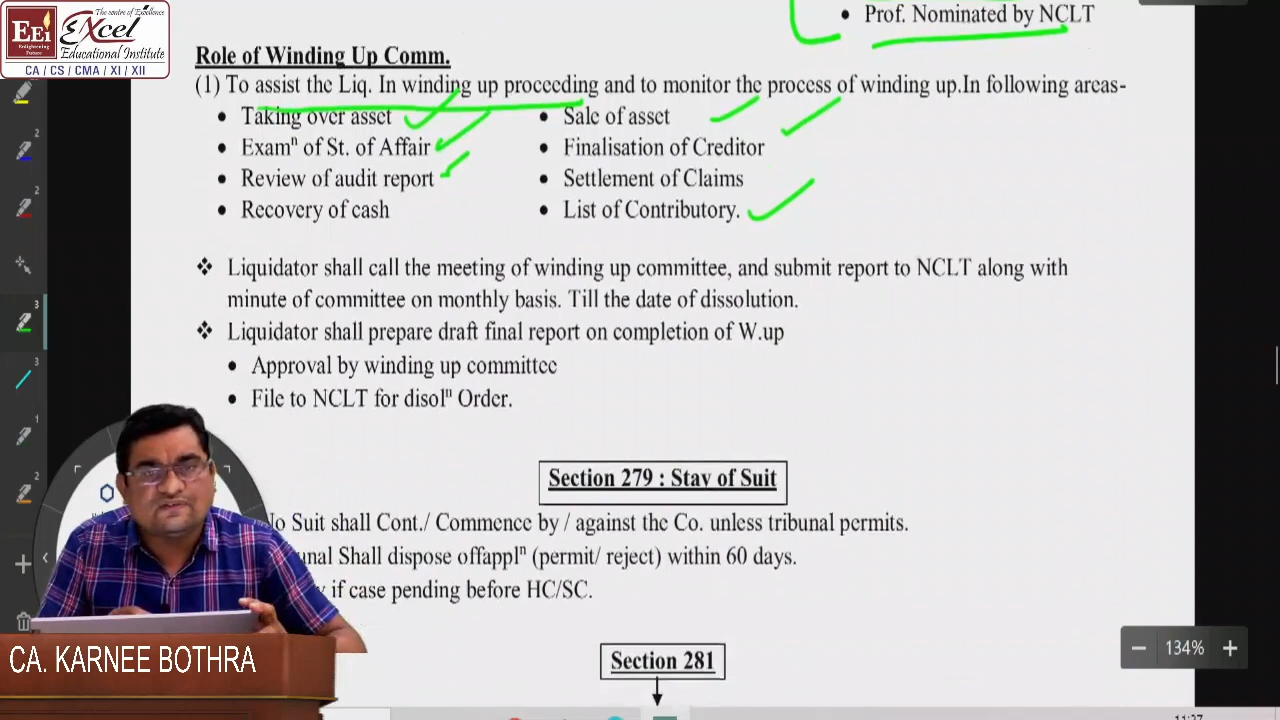 The centre of Excellence
EEi Excel
Enlightening Future
Educational Institute
CA / CS / CMA / XI / XII
• Prof. Nominated by NCLT
Role of Winding Up Comm.
(1) To assist the Liq. In winding up proceeding and to monitor the process of winding up.In following areas-
• Taking over asset • Sale of asset
• Examⁿ of St. of Affair • Finalisation of Creditor
• Review of audit report • Settlement of Claims
• Recovery of cash • List of Contributory.
❖ Liquidator shall call the meeting of winding up committee, and submit report to NCLT along with
minute of committee on monthly basis. Till the date of dissolution.
❖ Liquidator shall prepare draft final report on completion of W.up
• Approval by winding up committee
• File to NCLT for disolⁿ Order.
Section 279 : Stay of Suit
Suit shall Cont./ Commence by / against the Co. unless tribunal permits.
Shall dispose offapplⁿ (permit/ reject) within 60 days.
if case pending before HC/SC.
Section 281
134%
CA. KARNEE BOTHRA